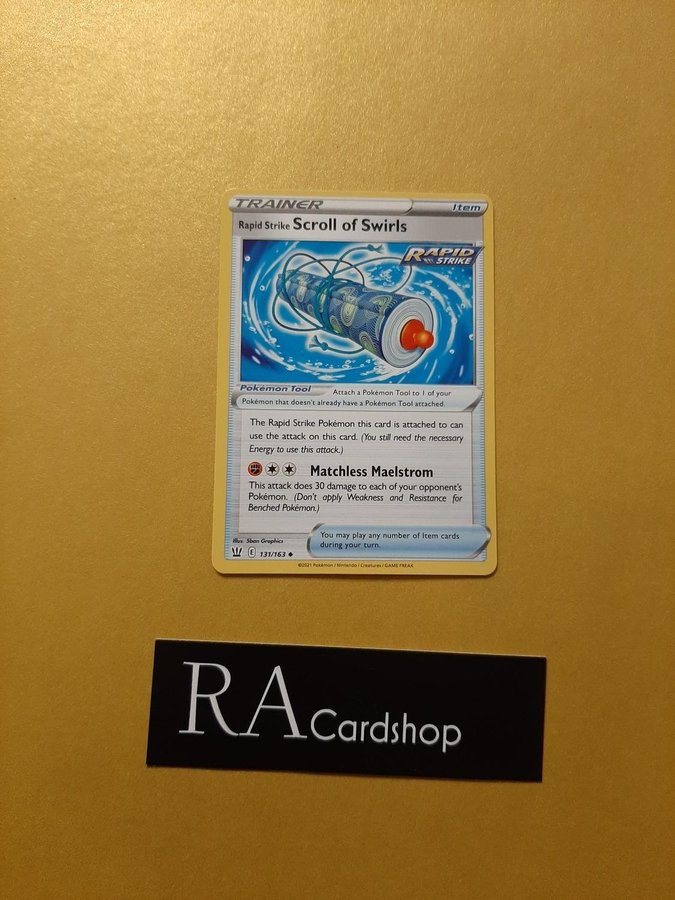 TRAINER Item
Rapid Strike Scroll of Swirls
RAPID
STRIKE
Pokémon Tool Attach a Pokémon Tool to 1 of your
Pokémon that doesn't already have a Pokémon Tool attached.
The Rapid Strike Pokémon this card is attached to can
use the attack on this card. (You still need the necessary
Energy to use this attack.)
Matchless Maelstrom
This attack does 30 damage to each of your opponent's
Pokémon. (Don't apply Weakness and Resistance for
Benched Pokémon.)
Illus. 5ban Graphics
You may play any number of Item cards
during your turn.
E 131/163
©2021 Pokémon / Nintendo / Creatures / GAME FREAK
RA Cardshop